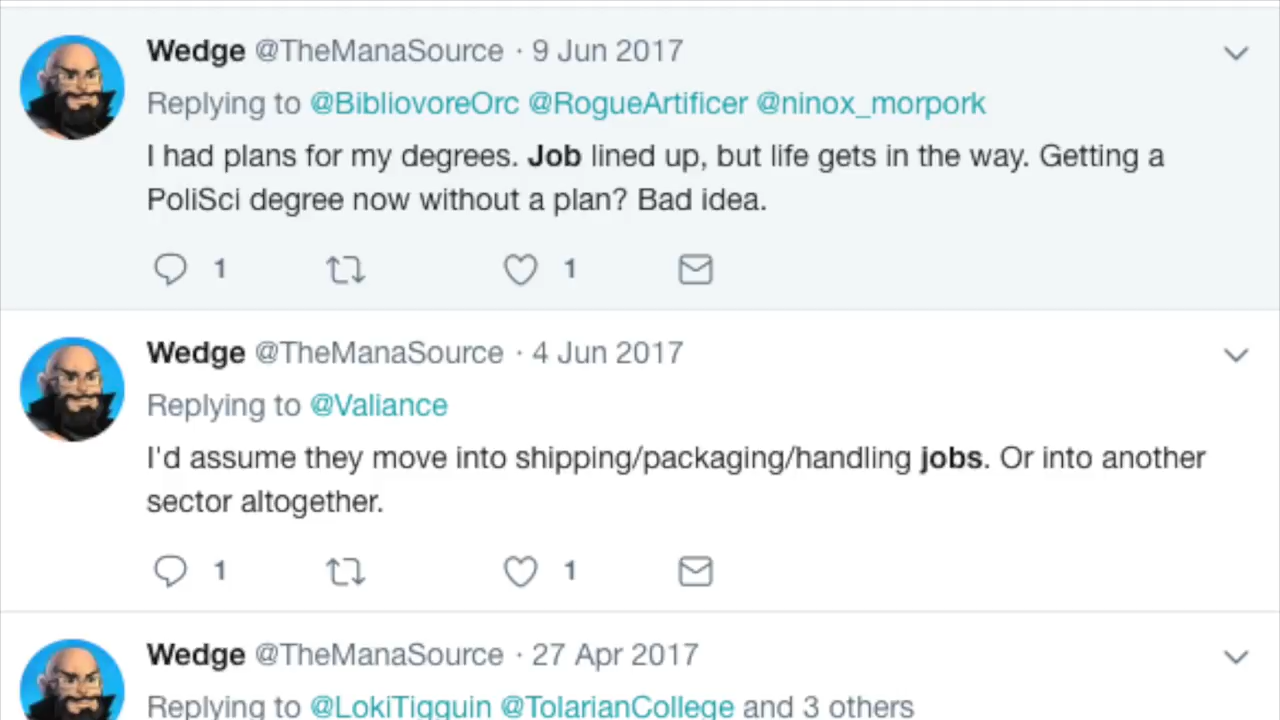 Wedge @TheManaSource · 9 Jun 2017
Replying to @BibliovoreOrc @RogueArtificer @ninox_morpork
I had plans for my degrees. Job lined up, but life gets in the way. Getting a
PoliSci degree now without a plan? Bad idea.
1 1
Wedge @TheManaSource · 4 Jun 2017
Replying to @Valiance
I'd assume they move into shipping/packaging/handling jobs. Or into another
sector altogether.
1 1
Wedge @TheManaSource · 27 Apr 2017
Replying to @LokiTigguin @TolarianCollege and 3 others